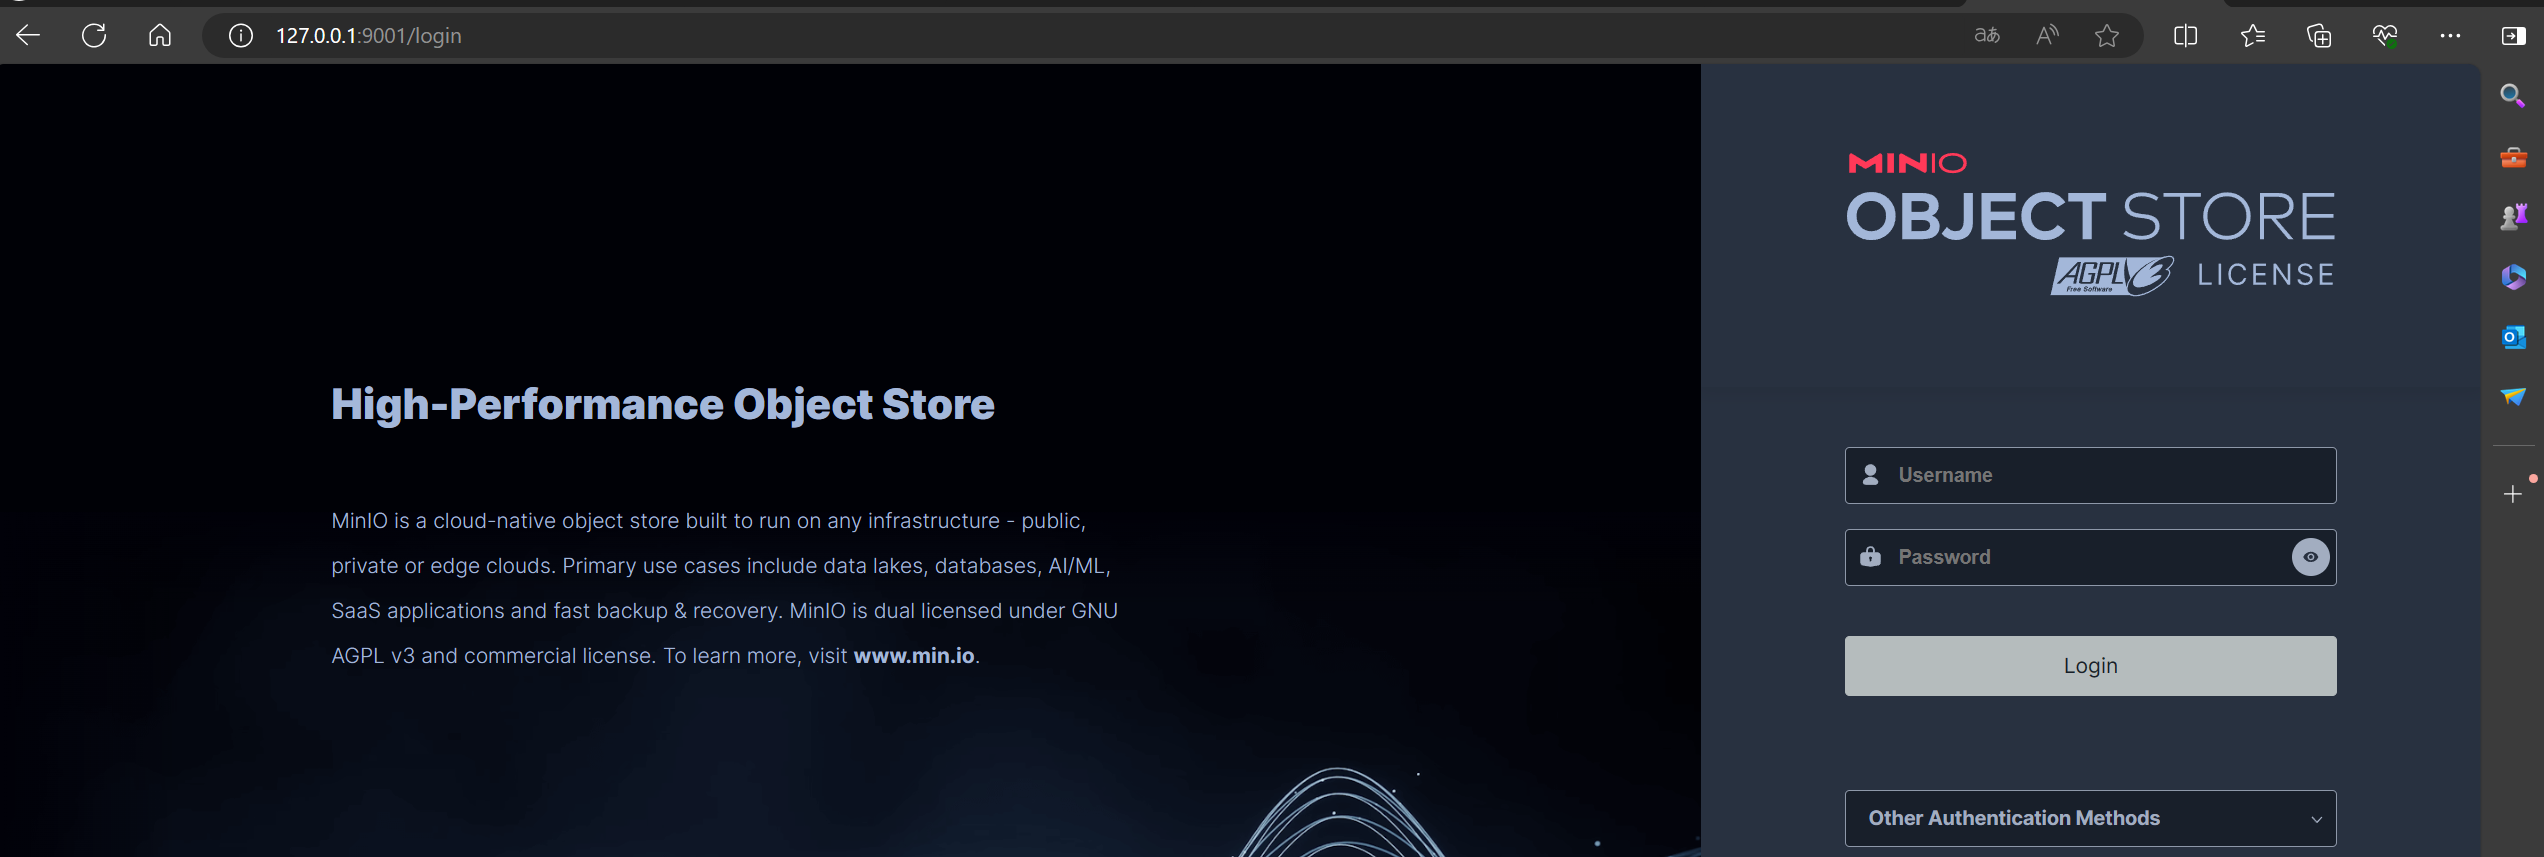 127.0.0.1:9001/login
MINIO
OBJECT STORE
AGPL 3 LICENSE
Free Software
High-Performance Object Store
MinIO is a cloud-native object store built to run on any infrastructure - public,
private or edge clouds. Primary use cases include data lakes, databases, AI/ML,
SaaS applications and fast backup & recovery. MinIO is dual licensed under GNU
AGPL v3 and commercial license. To learn more, visit www.min.io.
Username
Password
Login
Other Authentication Methods